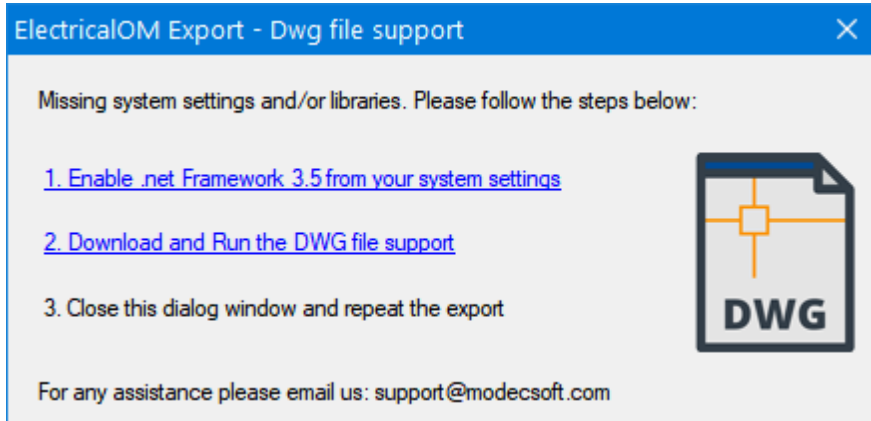 ElectricalOM Export - Dwg file support
Missing system settings and/or libraries. Please follow the steps below:
1. Enable .net Framework 3.5 from your system settings
2. Download and Run the DWG file support
3. Close this dialog window and repeat the export
DWG
For any assistance please email us: support@modecsoft.com